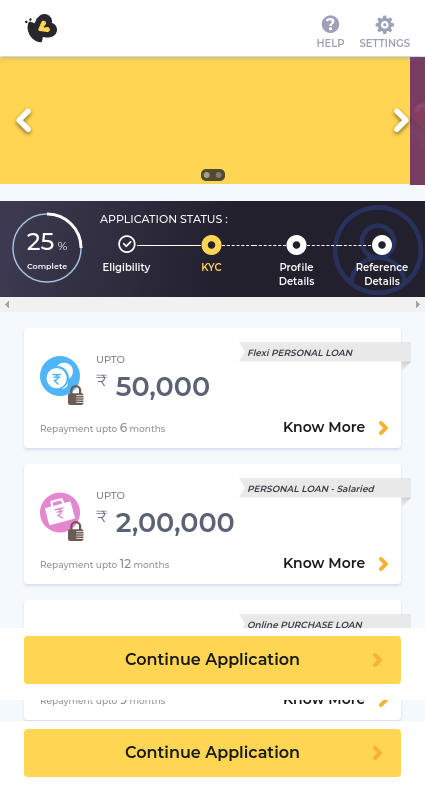 HELP
SETTINGS
APPLICATION STATUS :
25 %
Complete
Eligibility
KYC
Profile
Details
Reference
Details
Flexi PERSONAL LOAN
UPTO
₹ 50,000
Repayment upto 6 months
Know More
PERSONAL LOAN - Salaried
UPTO
₹ 2,00,000
Repayment upto 12 months
Know More
Online PURCHASE LOAN
Continue Application
Repayment upto 9 months
Know More
Continue Application